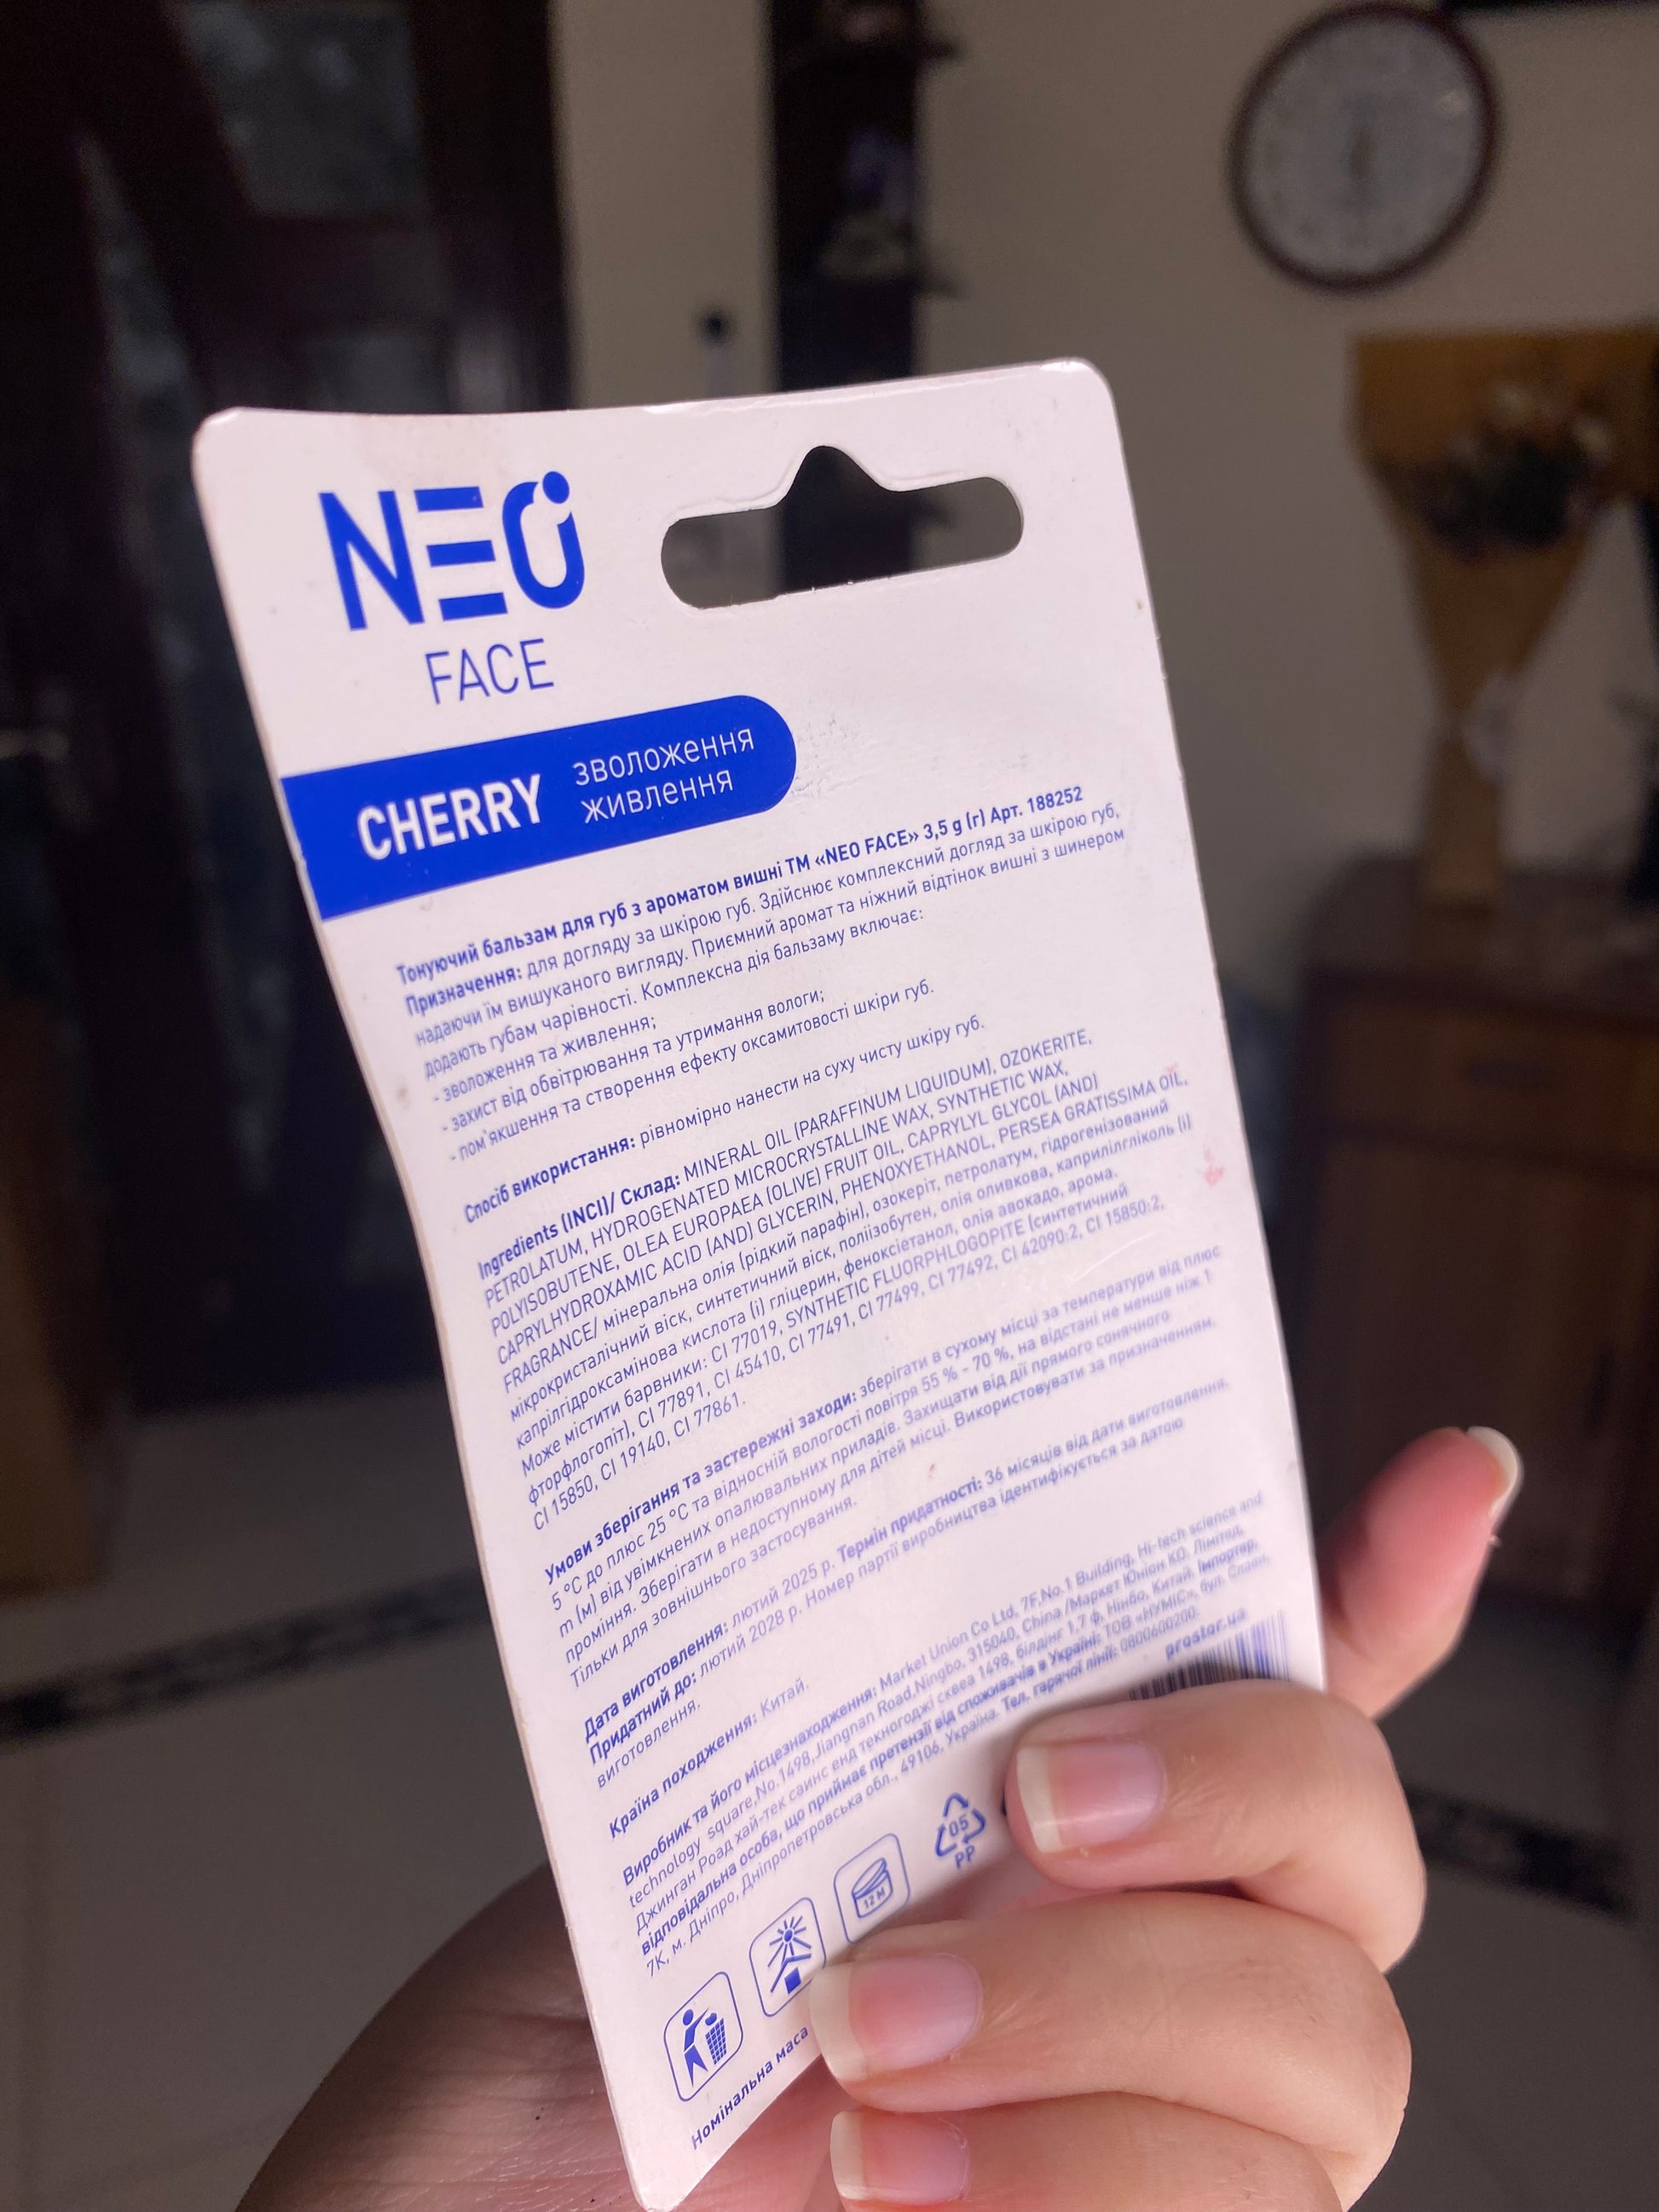 NEO
FACE
CHERRY
зволоження
живлення
Тонуючий бальзам для губ з ароматом вишні ТМ «NEO FACE» 3,5 g (г) Арт. 188252
Призначення: для догляду за шкірою губ. Здійснює комплексний догляд за шкірою губ,
надаючи їм вишуканого вигляду. Приємний аромат та ніжний відтінок вишні з шинером
додають губам чарівності. Комплексна дія бальзаму включає:
- зволоження та живлення;
- захист від обвітрювання та утримання вологи;
- пом'якшення та створення ефекту оксамитовості шкіри губ.
Спосіб використання: рівномірно нанести на суху чисту шкіру губ.
Ingredients (INCI)/ Склад: MINERAL OIL (PARAFFINUM LIQUIDUM), OZOKERITE,
PETROLATUM, HYDROGENATED MICROCRYSTALLINE WAX, SYNTHETIC WAX,
POLYISOBUTENE, OLEA EUROPAEA (OLIVE) FRUIT OIL, CAPRYLYL GLYCOL (AND)
CAPRYLHYDROXAMIC ACID (AND) GLYCERIN, PHENOXYETHANOL, PERSEA GRATISSIMA OIL,
FRAGRANCE/ мінеральна олія (рідкий парафін), озокеріт, петролатум, гідрогенізований
мікрокристалічний віск, синтетичний віск, поліізобутен, олія оливкова, каприлілгліколь (і)
капрілгідроксамінова кислота (і) гліцерин, феноксіетанол, олія авокадо, арома.
Може містити барвники: CI 77019, SYNTHETIC FLUORPHLOGOPITE (синтетичний
фторфлогопіт), CI 77891, CI 45410, CI 77491, CI 77499, CI 77492, CI 42090:2, CI 15850:2,
CI 15850, CI 19140, CI 77861.
Умови зберігання та застережні заходи: зберігати в сухому місці за температури від плюс
5 °C до плюс 25 °C та відносній вологості повітря 55 % - 70 %, на відстані не менше ніж 1
m (м) від увімкнених опалювальних приладів. Захищати від дії прямого сонячного
проміння. Зберігати в недоступному для дітей місці. Використовувати за призначенням.
Тільки для зовнішнього застосування.
Дата виготовлення: лютий 2025 р. Термін придатності: 36 місяців від дати виготовлення.
Придатний до: лютий 2028 р. Номер партії виробництва ідентифікується за датою
виготовлення.
Країна походження: Китай.
Виробник та його місцезнаходження: Market Union Co Ltd, 7F,No.1 Building, Hi-tech science and
technology square,No.1498,Jiangnan Road,Ningbo, 315040, China /Маркет Юніон КО. Лімітед,
Джинган Роад хай-тек саинс енд текногоджі сквеа 1498, білдінг 1,7 ф, Нінбо, Китай. Імпортер,
відповідальна особа, що приймає претензії від споживачів в Україні: ТОВ «НУМІС», бул. Слави,
7К, м. Дніпро, Дніпропетровська обл., 49106, Україна. Тел. гарячої лінії: 0800600200.
prostor.ua
12 M
05
PP
Номінальна маса